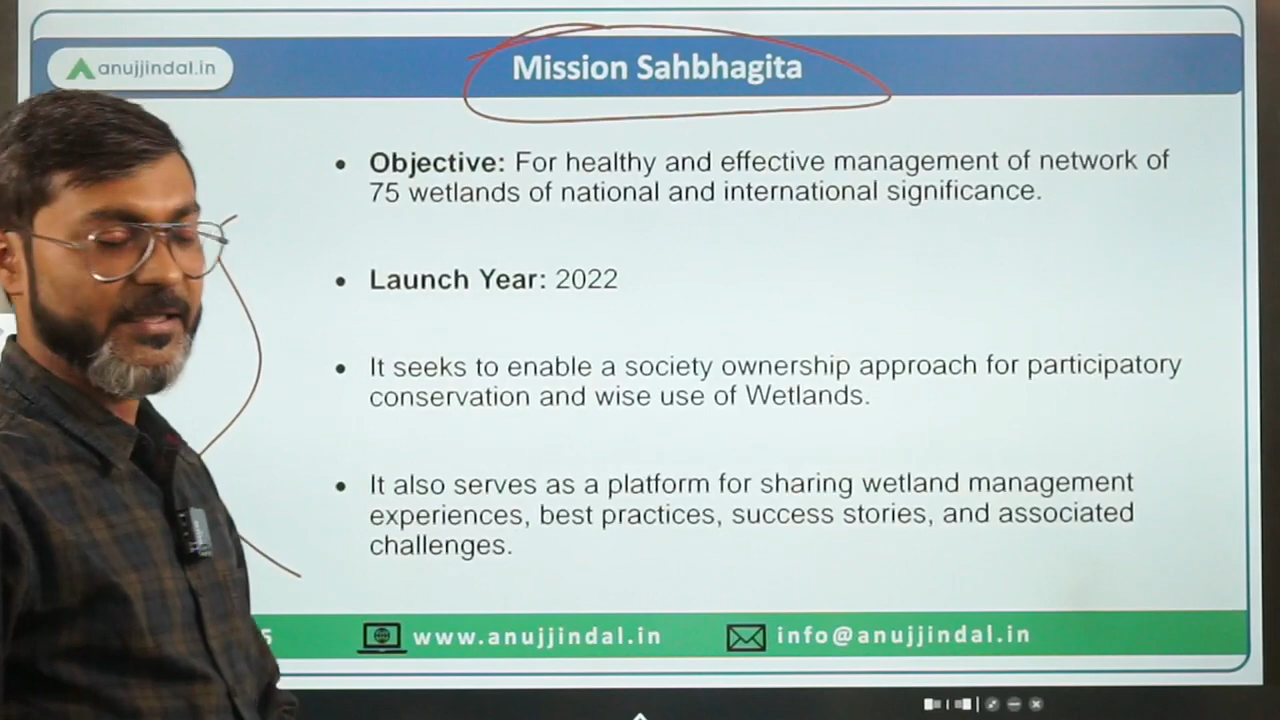 anujjindal.in
Mission Sahbhagita
• Objective: For healthy and effective management of network of
75 wetlands of national and international significance.
• Launch Year: 2022
• It seeks to enable a society ownership approach for participatory
conservation and wise use of Wetlands.
• It also serves as a platform for sharing wetland management
experiences, best practices, success stories, and associated
challenges.
5
www.anujjindal.in
info@anujjindal.in